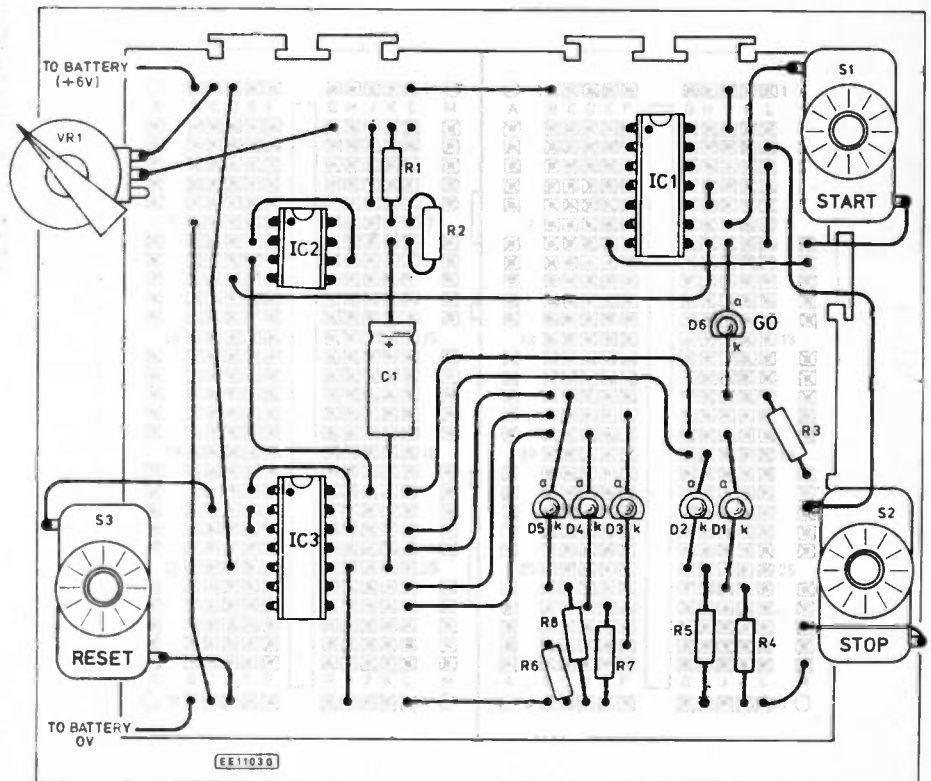 TO BATTERY
(+6V)
VR1
S1
START
R1
R2
IC1
IC2
+
C1
a
D6
GO
k
R3
a
a
a
a
a
D5
k
D4
k
D3
k
D2
k
D1
k
S3
RESET
IC3
S2
STOP
R8
R6
R7
R5
R4
TO BATTERY
0V
EE1103G